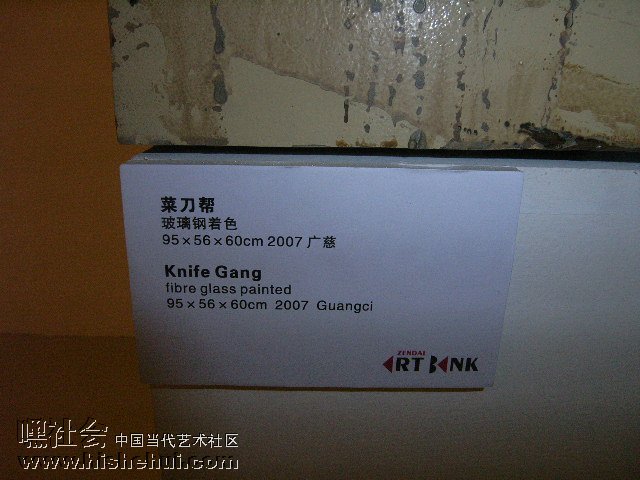 菜刀帮
玻璃钢着色
95×56×60cm 2007 广慈
Knife Gang
fibre glass painted
95×56×60cm 2007 Guangci
ZENDAI
ART BANK
嘿社会 中国当代艺术社区
www.hishehui.com